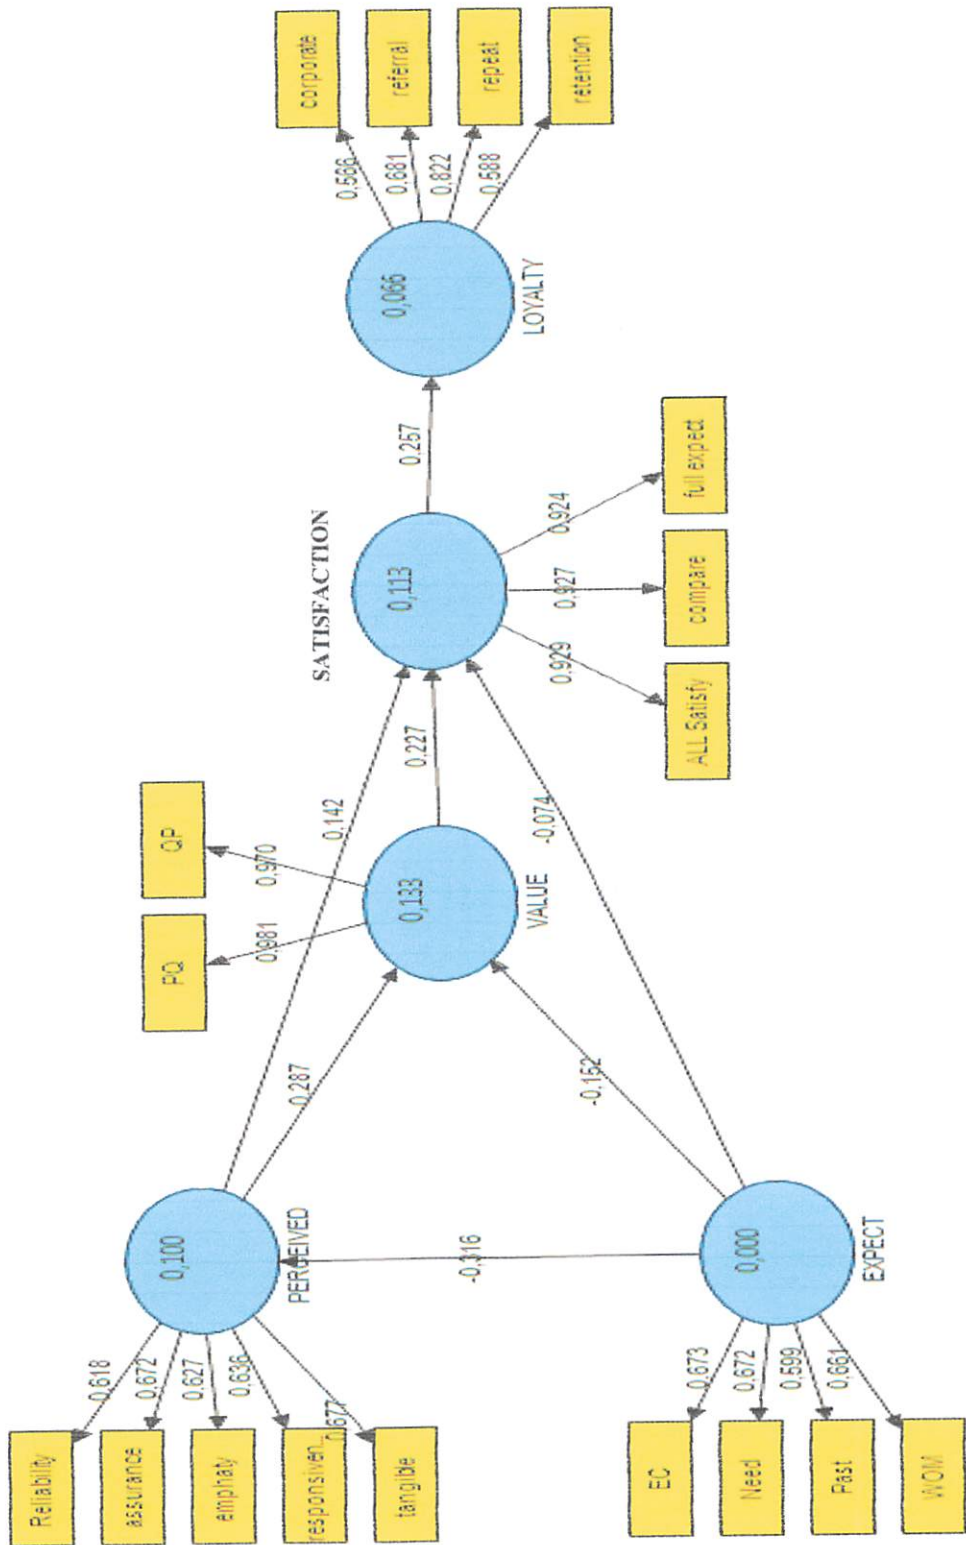 Reliability
assurance
emphaty
responsiven...
tangible
0,618
0,672
0,627
0,636
0,677
0,100
PERCEIVED
EC
Need
Past
WOM
0,673
0,672
0,599
0,661
0,000
EXPECT
-0,316
0,287
-0,152
0,142
-0,074
PQ
QP
0,981
0,970
0,133
VALUE
0,227
SATISFACTION
0,113
0,929
0,927
0,924
ALL Satisfy
compare
full expect
0,257
0,066
LOYALTY
0,566
0,681
0,822
0,588
corporate
referral
repeat
retention